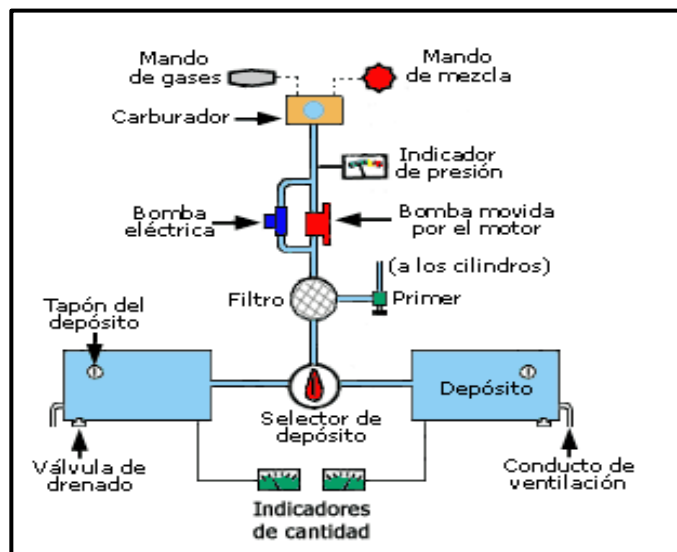 Mando
de gases
Mando
de mezcla
Carburador
Indicador
de presión
Bomba
eléctrica
Bomba movida
por el motor
(a los cilindros)
Filtro
Primer
Tapón del
depósito
Depósito
Selector de
depósito
Válvula de
drenado
Conducto de
ventilación
Indicadores
de cantidad